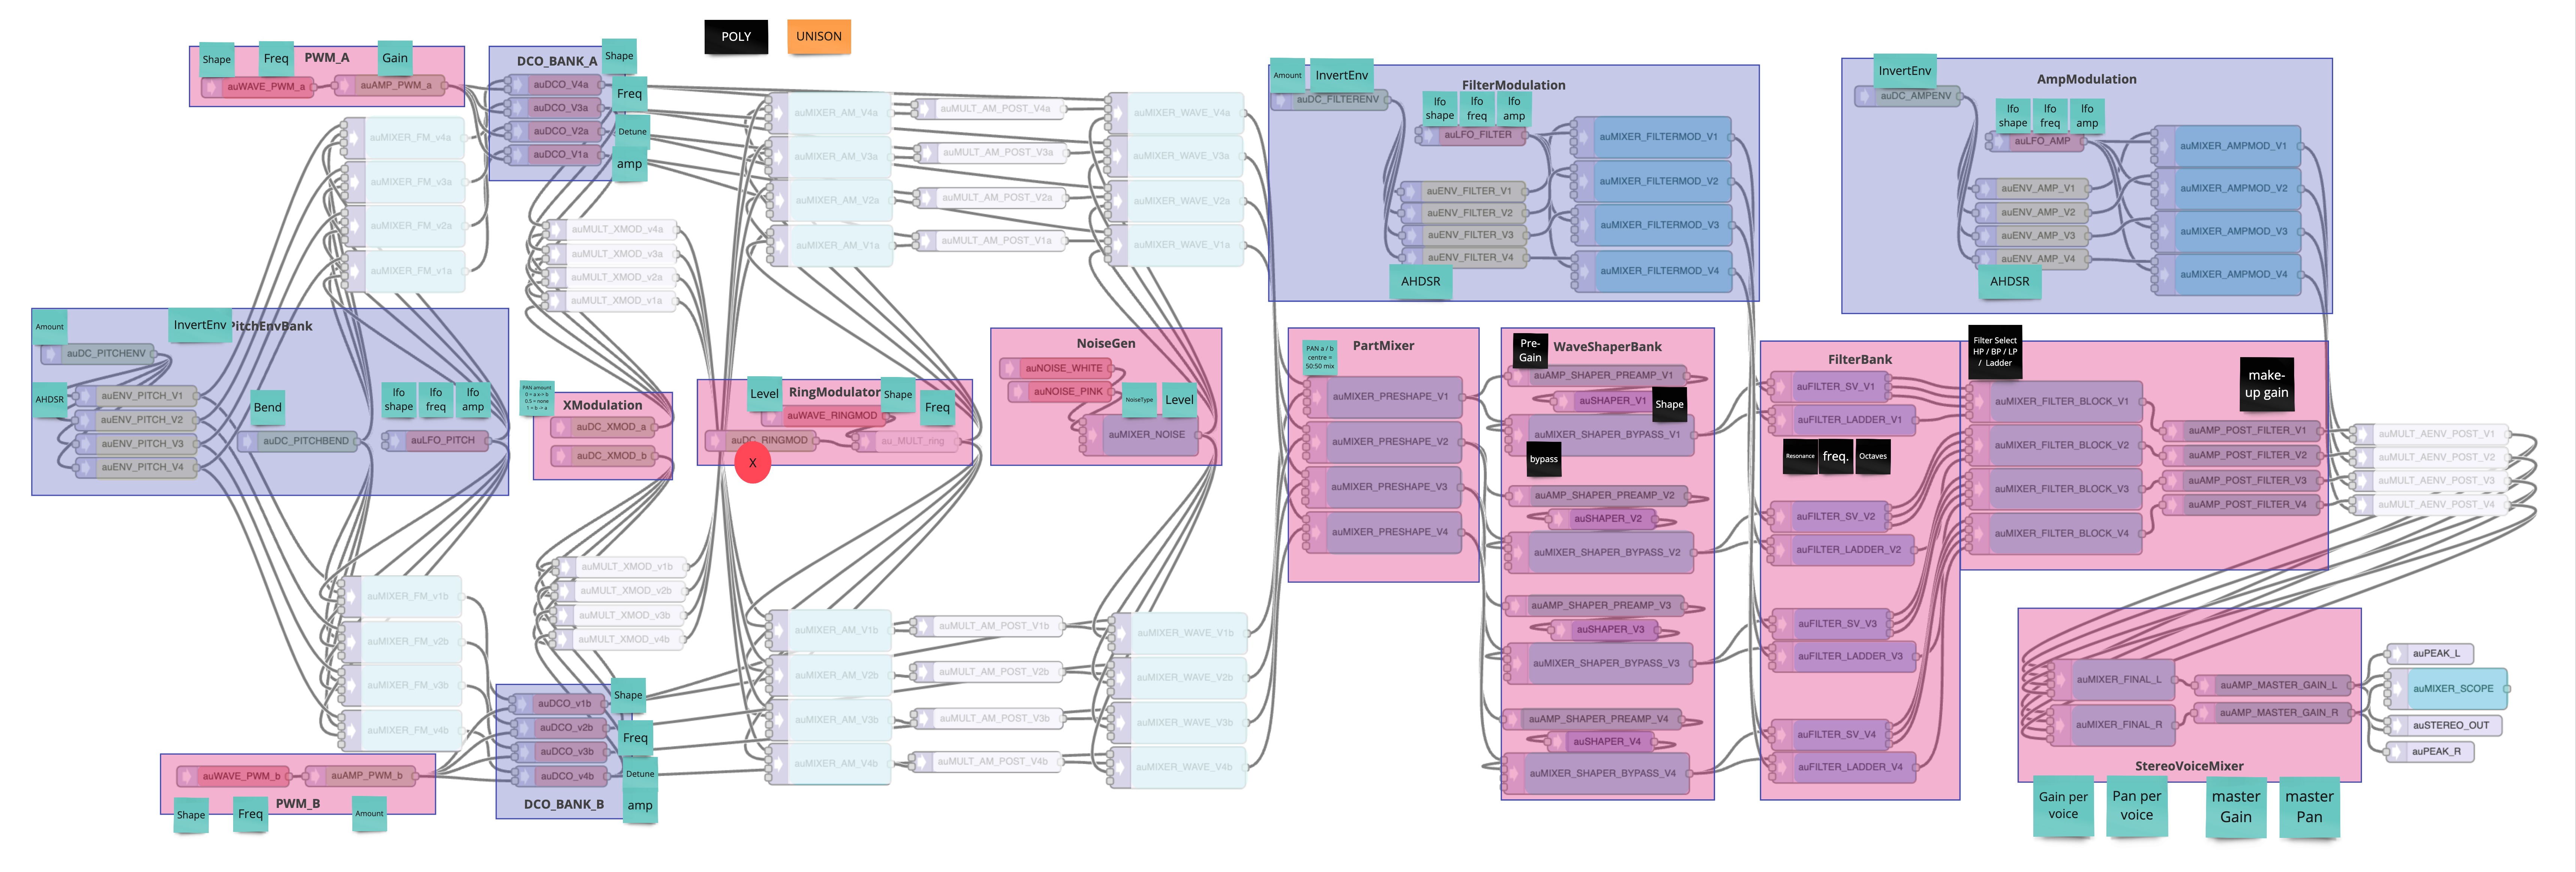 POLY
UNISON
Shape
Freq
PWM_A
Gain
auWAVE_PWM_a
auAMP_PWM_a
DCO_BANK_A
Shape
auDCO_V4a
Freq
auDCO_V3a
auDCO_V2a
Detune
auDCO_V1a
amp
auMIXER_FM_v4a
auMIXER_FM_v3a
auMIXER_FM_v2a
auMIXER_FM_v1a
auMULT_XMOD_v4a
auMULT_XMOD_v3a
auMULT_XMOD_v2a
auMULT_XMOD_v1a
auMIXER_AM_V4a
auMIXER_AM_V3a
auMIXER_AM_V2a
auMIXER_AM_V1a
auMULT_AM_POST_V4a
auMULT_AM_POST_V3a
auMULT_AM_POST_V2a
auMULT_AM_POST_V1a
auMIXER_WAVE_V4a
auMIXER_WAVE_V3a
auMIXER_WAVE_V2a
auMIXER_WAVE_V1a
Amount
InvertEnv
PitchEnvBank
auDC_PITCHENV
AHDSR
auENV_PITCH_V1
auENV_PITCH_V2
auENV_PITCH_V3
auENV_PITCH_V4
Bend
auDC_PITCHBEND
lfo
shape
lfo
freq
lfo
amp
auLFO_PITCH
PAN amount
0 = a » b
0.5 = none
1 = b -> a
XModulation
auDC_XMOD_a
auDC_XMOD_b
Level
RingModulator
Shape
Freq
auWAVE_RINGMOD
auDC_RINGMOD
au_MULT_ring
X
NoiseGen
auNOISE_WHITE
auNOISE_PINK
NoiseType
Level
auMIXER_NOISE
auMIXER_FM_v1b
auMIXER_FM_v2b
auMIXER_FM_v3b
auMIXER_FM_v4b
auMULT_XMOD_v1b
auMULT_XMOD_v2b
auMULT_XMOD_v3b
auMULT_XMOD_v4b
Shape
auDCO_v1b
auDCO_v2b
Freq
auDCO_v3b
auDCO_v4b
Detune
DCO_BANK_B
amp
auWAVE_PWM_b
auAMP_PWM_b
PWM_B
Shape
Freq
Amount
auMIXER_AM_V1b
auMIXER_AM_V2b
auMIXER_AM_V3b
auMIXER_AM_V4b
auMULT_AM_POST_V1b
auMULT_AM_POST_V2b
auMULT_AM_POST_V3b
auMULT_AM_POST_V4b
auMIXER_WAVE_V1b
auMIXER_WAVE_V2b
auMIXER_WAVE_V3b
auMIXER_WAVE_V4b
Amount
InvertEnv
FilterModulation
auDC_FILTERENV
lfo
shape
lfo
freq
lfo
amp
auLFO_FILTER
auENV_FILTER_V1
auENV_FILTER_V2
auENV_FILTER_V3
auENV_FILTER_V4
AHDSR
auMIXER_FILTERMOD_V1
auMIXER_FILTERMOD_V2
auMIXER_FILTERMOD_V3
auMIXER_FILTERMOD_V4
InvertEnv
AmpModulation
auDC_AMPENV
lfo
shape
lfo
freq
lfo
amp
auLFO_AMP
auENV_AMP_V1
auENV_AMP_V2
auENV_AMP_V3
auENV_AMP_V4
AHDSR
auMIXER_AMPMOD_V1
auMIXER_AMPMOD_V2
auMIXER_AMPMOD_V3
auMIXER_AMPMOD_V4
PAN a / b
centre =
50:50 mix
PartMixer
auMIXER_PRESHAPE_V1
auMIXER_PRESHAPE_V2
auMIXER_PRESHAPE_V3
auMIXER_PRESHAPE_V4
Pre-
Gain
WaveShaperBank
auAMP_SHAPER_PREAMP_V1
auSHAPER_V1
Shape
auMIXER_SHAPER_BYPASS_V1
bypass
auAMP_SHAPER_PREAMP_V2
auSHAPER_V2
auMIXER_SHAPER_BYPASS_V2
auAMP_SHAPER_PREAMP_V3
auSHAPER_V3
auMIXER_SHAPER_BYPASS_V3
auAMP_SHAPER_PREAMP_V4
auSHAPER_V4
auMIXER_SHAPER_BYPASS_V4
FilterBank
auFILTER_SV_V1
auFILTER_LADDER_V1
Resonance
freq.
Octaves
auFILTER_SV_V2
auFILTER_LADDER_V2
auFILTER_SV_V3
auFILTER_LADDER_V3
auFILTER_SV_V4
auFILTER_LADDER_V4
Filter Select
HP / BP / LP
/ Ladder
auMIXER_FILTER_BLOCK_V1
auMIXER_FILTER_BLOCK_V2
auMIXER_FILTER_BLOCK_V3
auMIXER_FILTER_BLOCK_V4
make-
up gain
auAMP_POST_FILTER_V1
auAMP_POST_FILTER_V2
auAMP_POST_FILTER_V3
auAMP_POST_FILTER_V4
auMULT_AENV_POST_V1
auMULT_AENV_POST_V2
auMULT_AENV_POST_V3
auMULT_AENV_POST_V4
auMIXER_FINAL_L
auMIXER_FINAL_R
auAMP_MASTER_GAIN_L
auAMP_MASTER_GAIN_R
StereoVoiceMixer
auPEAK_L
auMIXER_SCOPE
auSTEREO_OUT
auPEAK_R
Gain per
voice
Pan per
voice
master
Gain
master
Pan